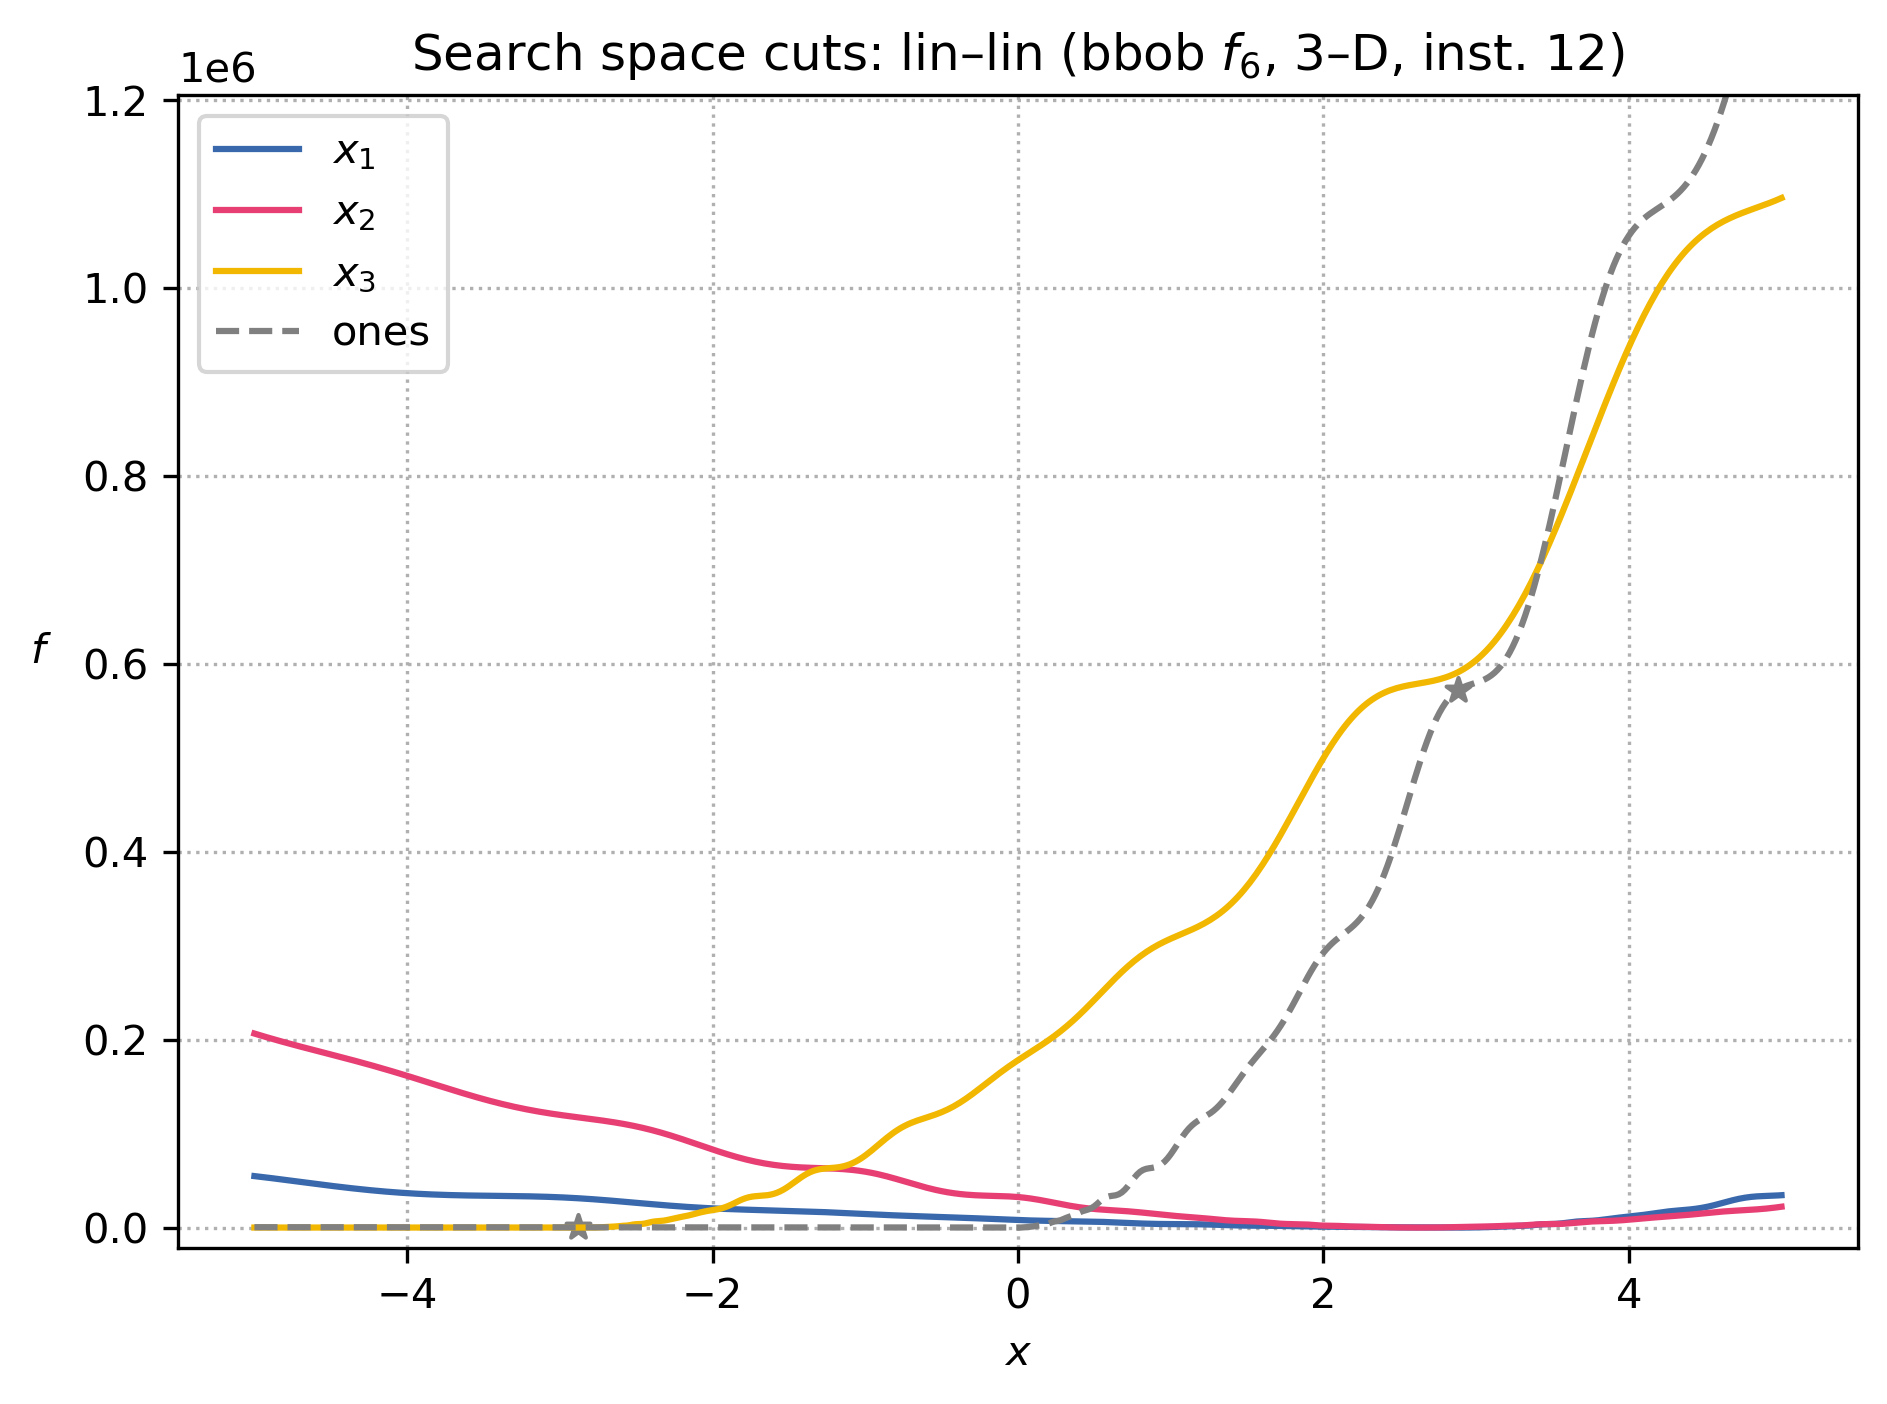 Search space cuts: lin–lin (bbob f₆, 3–D, inst. 12)
1e6
1.2
1.0
0.8
0.6
0.4
0.2
0.0
f
x₁
x₂
x₃
ones
−4 −2 0 2 4
x